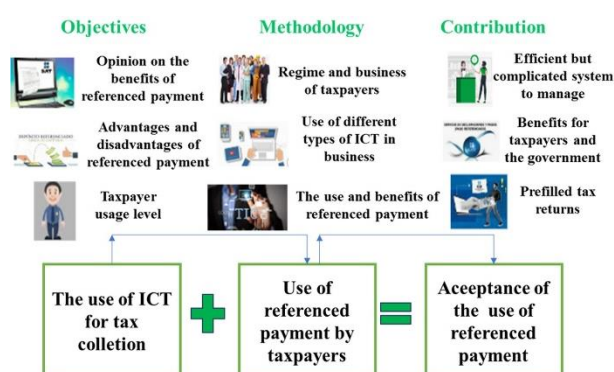 Objectives
Methodology
Contribution
SAT
Opinion on the
benefits of
referenced payment
Regime and business
of taxpayers
Efficient but
complicated system
to manage
Advantages and
disadvantages
of referenced
payment
Use of different
types of ICT in
business
Benefits for
taxpayers and
the government
Taxpayer
usage level
The use and benefits of
referenced payment
Prefilled tax
returns
The use of ICT
for tax
colletion
Use of
referenced
payment by
taxpayers
Aceeptance of
the use of
referenced
payment